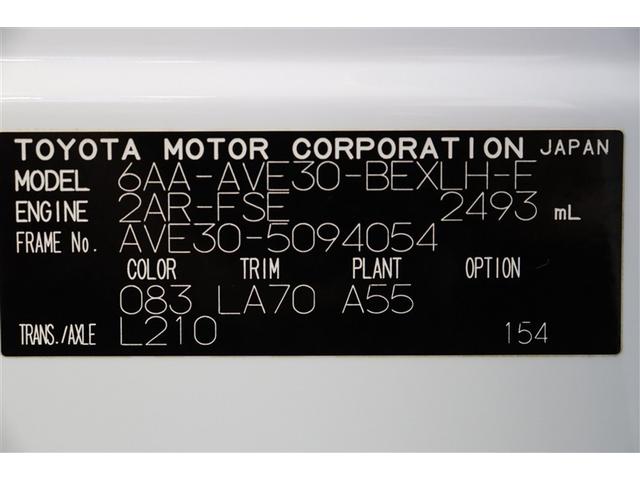 TOYOTA MOTOR CORPORATION JAPAN
MODEL 6AA-AVE30-BEXLH-F
ENGINE 2AR-FSE 2493 mL
FRAME No. AVE30-5094054
COLOR TRIM PLANT OPTION
083 LA70 A55
TRANS./AXLE L210 154